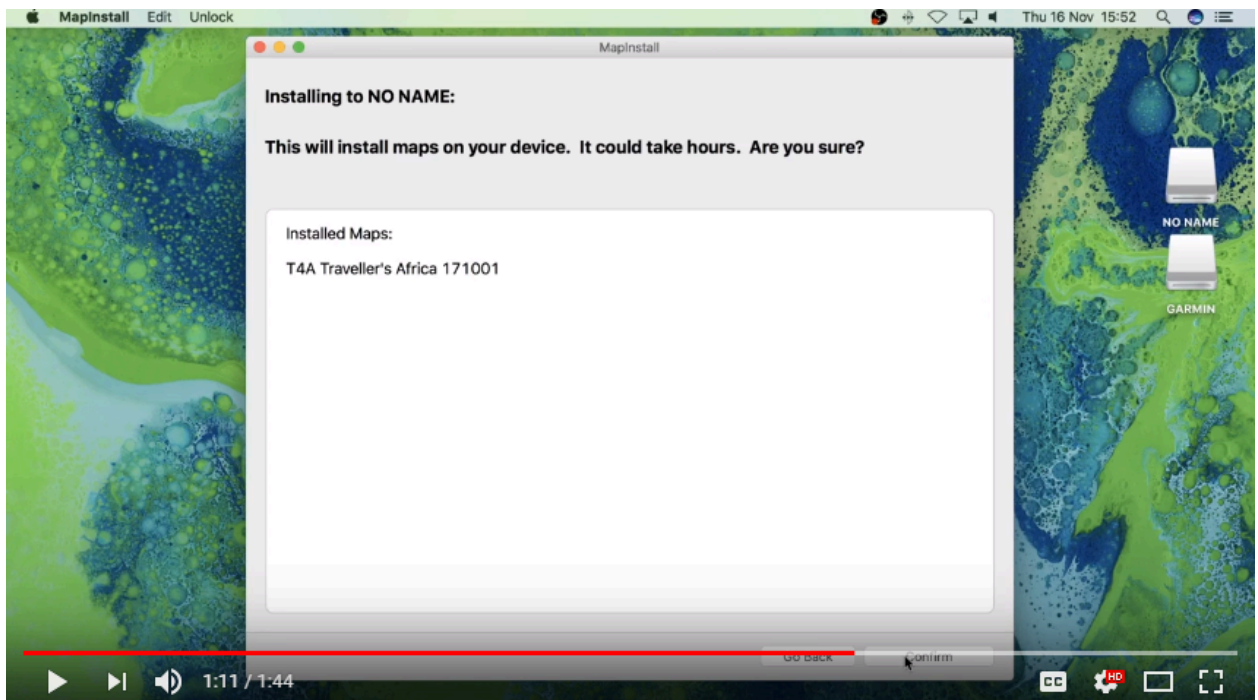 MapInstall Edit Unlock Thu 16 Nov 15:52
MapInstall
Installing to NO NAME:
This will install maps on your device. It could take hours. Are you sure?
Installed Maps:
T4A Traveller's Africa 171001
NO NAME
GARMIN
Go Back Confirm
1:11 / 1:44 CC HD